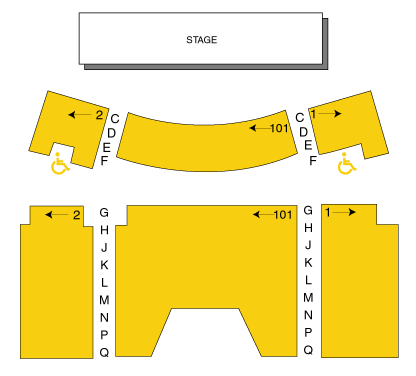 STAGE
2 C 101 C 1
D D
E E
F F
2 G 101 G 1
H H
J J
K K
L L
M M
N N
P P
Q Q